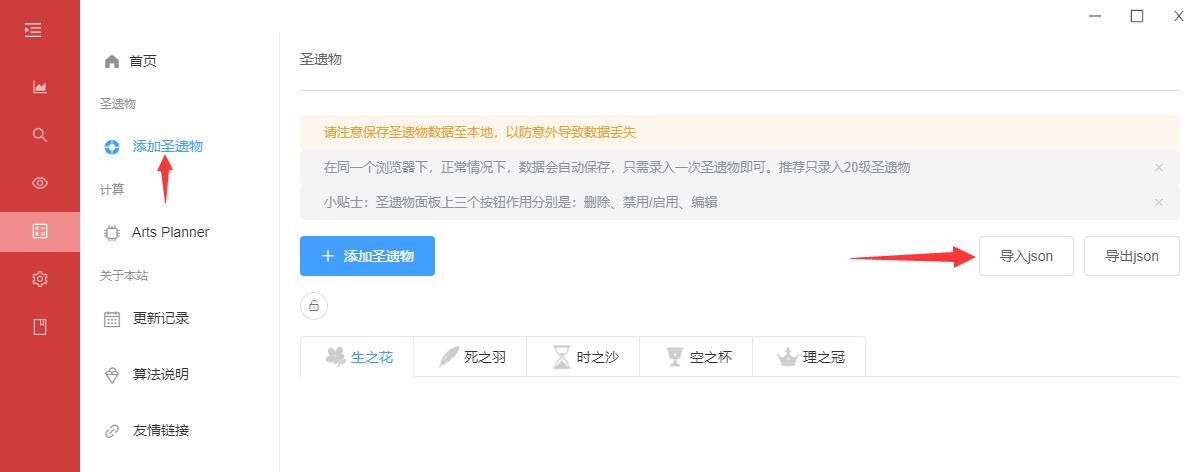 首页
圣遗物
添加圣遗物
计算
Arts Planner
关于本站
更新记录
算法说明
友情链接
圣遗物
请注意保存圣遗物数据至本地，以防意外导致数据丢失
在同一个浏览器下，正常情况下，数据会自动保存，只需录入一次圣遗物即可。推荐只录入20级圣遗物
小贴士：圣遗物面板上三个按钮作用分别是：删除、禁用/启用、编辑
添加圣遗物
导入json
导出json
生之花
死之羽
时之沙
空之杯
理之冠